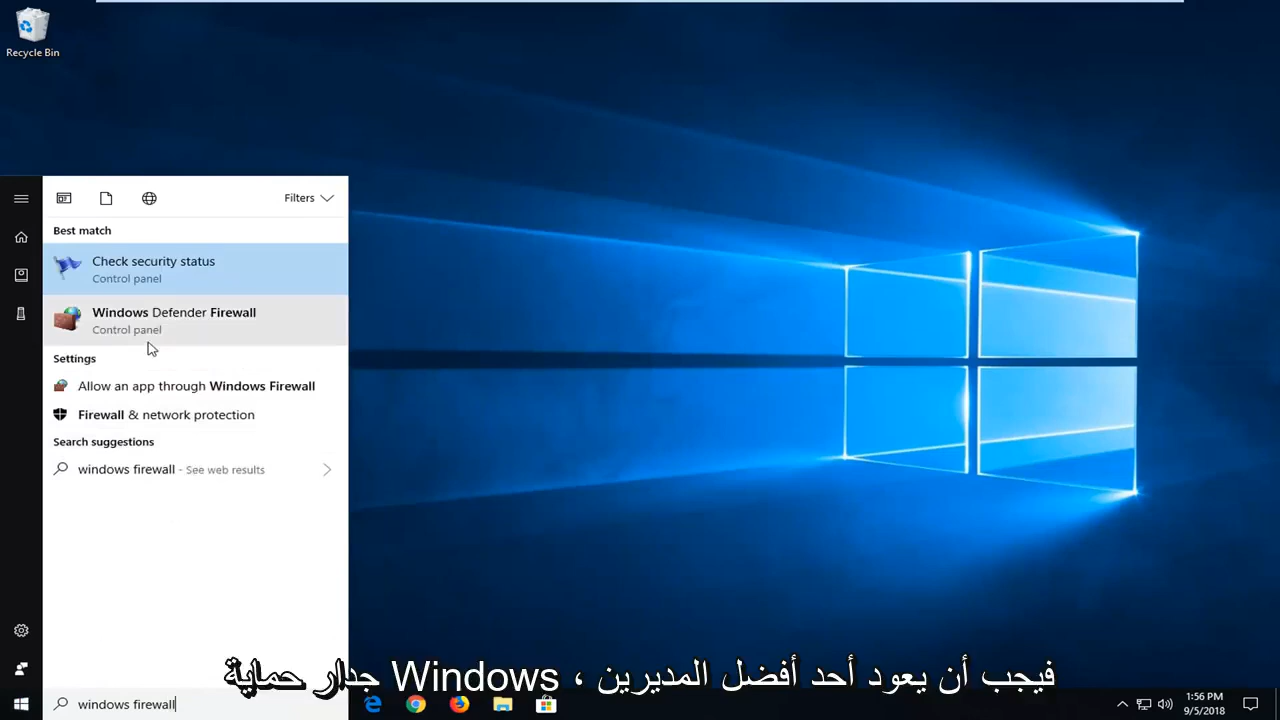 Recycle Bin
Filters
Best match
Check security status
Control panel
Windows Defender Firewall
Control panel
Settings
Allow an app through Windows Firewall
Firewall & network protection
Search suggestions
windows firewall - See web results
فيجب أن يعود أحد أفضل المديرين ، Windows جدار حماية
windows firewall
1:56 PM
9/5/2018